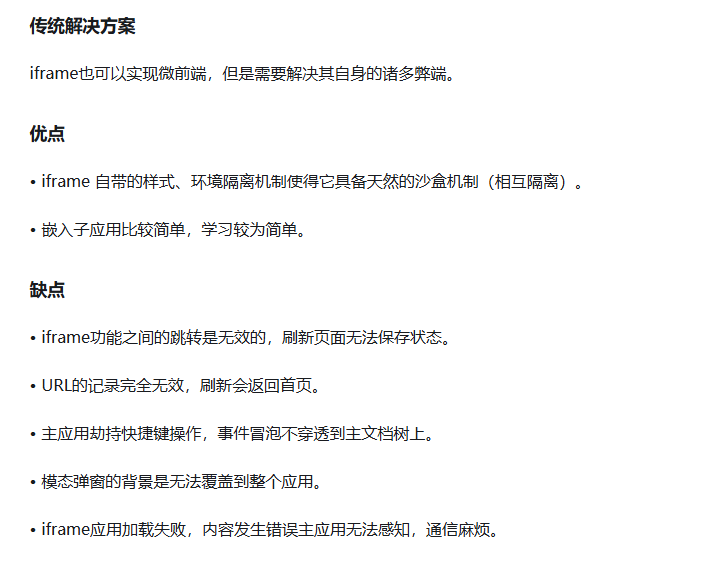 传统解决方案
iframe也可以实现微前端，但是需要解决其自身的诸多弊端。
优点
• iframe 自带的样式、环境隔离机制使得它具备天然的沙盒机制（相互隔离）。
• 嵌入子应用比较简单，学习较为简单。
缺点
• iframe功能之间的跳转是无效的，刷新页面无法保存状态。
• URL的记录完全无效，刷新会返回首页。
• 主应用劫持快捷键操作，事件冒泡不穿透到主文档树上。
• 模态弹窗的背景是无法覆盖到整个应用。
• iframe应用加载失败，内容发生错误主应用无法感知，通信麻烦。